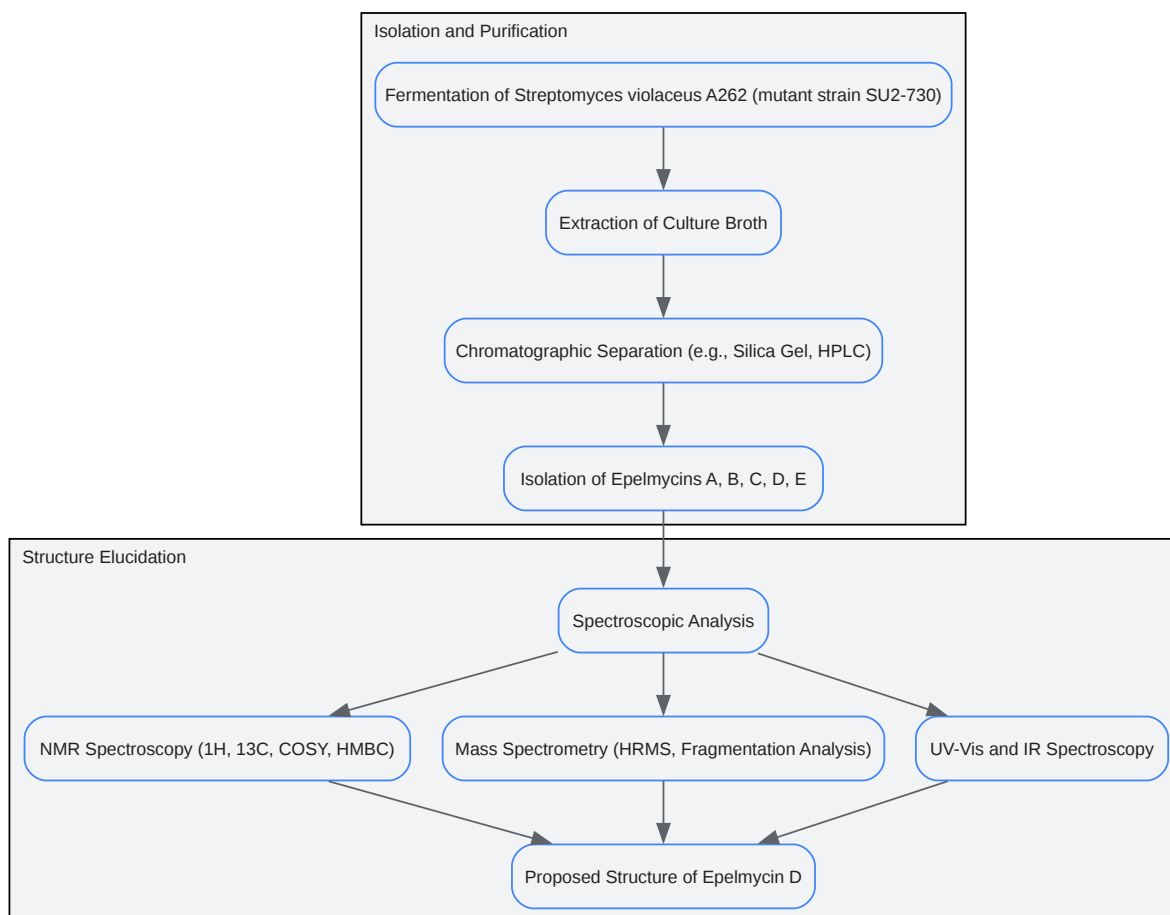 Isolation and Purification
Fermentation of Streptomyces violaceus A262 (mutant strain SU2-730)
Extraction of Culture Broth
Chromatographic Separation (e.g., Silica Gel, HPLC)
Isolation of Epelmycins A, B, C, D, E
Structure Elucidation
Spectroscopic Analysis
NMR Spectroscopy (1H, 13C, COSY, HMBC)
Mass Spectrometry (HRMS, Fragmentation Analysis)
UV-Vis and IR Spectroscopy
Proposed Structure of Epelmycin D